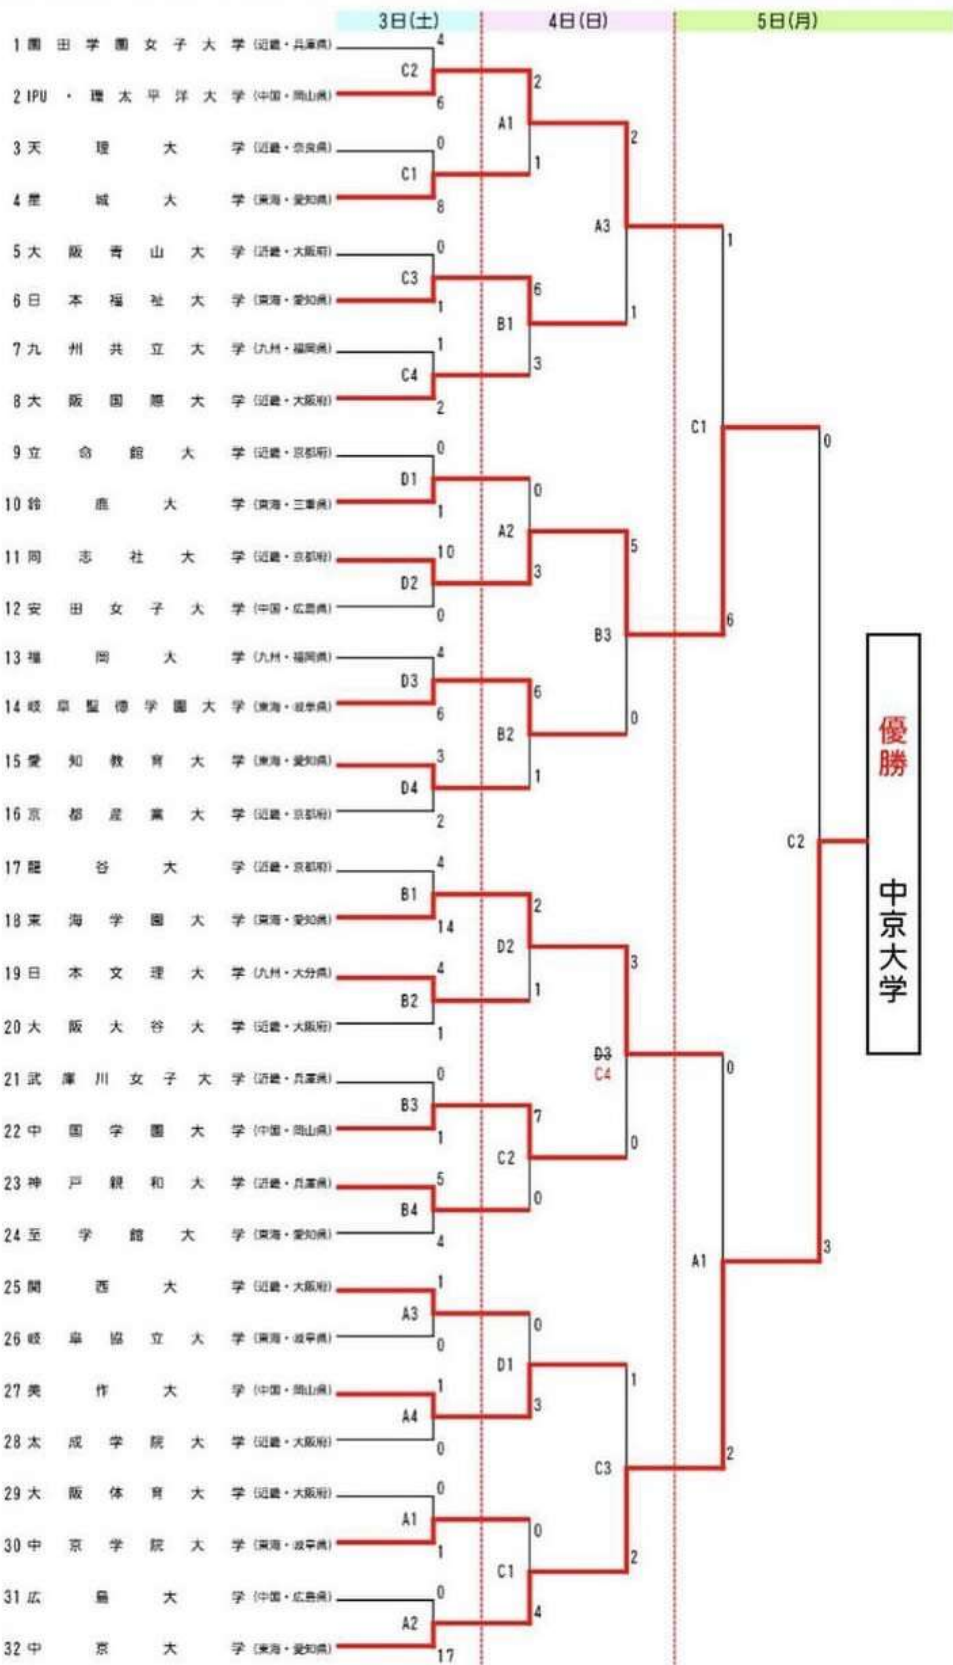 3日(土) 4日(日) 5日(月)
1 園田学園女子大学 (近畿・兵庫県) 4
C2
2 IPU・環太平洋大学 (中国・岡山県) 6
2
A1
3 天理大学 (近畿・奈良県) 0
2
C1
1
4 星城大学 (東海・愛知県) 8
A3
1
5 大阪青山大学 (近畿・大阪府) 0
C3
6
6 日本福祉大学 (東海・愛知県) 1
B1
1
7 九州共立大学 (九州・福岡県) 1
C4
3
8 大阪国際大学 (近畿・大阪府) 2
C1
0
9 立命館大学 (近畿・京都府) 0
D1
0
10 鈴鹿大学 (東海・三重県) 1
A2
5
11 同志社大学 (近畿・京都府) 10
D2
3
12 安田女子大学 (中国・広島県) 0
B3
6
13 福岡大学 (九州・福岡県) 4
D3
6
14 岐阜聖徳学園大学 (東海・岐阜県) 6
B2
0
15 愛知教育大学 (東海・愛知県) 3
D4
1
16 京都産業大学 (近畿・京都府) 2
C2
優勝 中京大学
17 龍谷大学 (近畿・京都府) 4
B1
2
18 東海学園大学 (東海・愛知県) 14
D2
3
19 日本文理大学 (九州・大分県) 4
B2
1
20 大阪大谷大学 (近畿・大阪府) 1
D3
C4
0
21 武庫川女子大学 (近畿・兵庫県) 0
B3
7
22 中国学園大学 (中国・岡山県) 1
C2
0
23 神戸親和大学 (近畿・兵庫県) 5
B4
0
24 至学館大学 (東海・愛知県) 4
A1
3
25 関西大学 (近畿・大阪府) 1
A3
0
26 岐阜協立大学 (東海・岐阜県) 0
D1
1
27 美作大学 (中国・岡山県) 1
A4
3
28 太成学院大学 (近畿・大阪府) 0
C3
2
29 大阪体育大学 (近畿・大阪府) 0
A1
0
30 中京学院大学 (東海・岐阜県) 1
C1
2
31 広島大学 (中国・広島県) 0
A2
4
32 中京大学 (東海・愛知県) 17